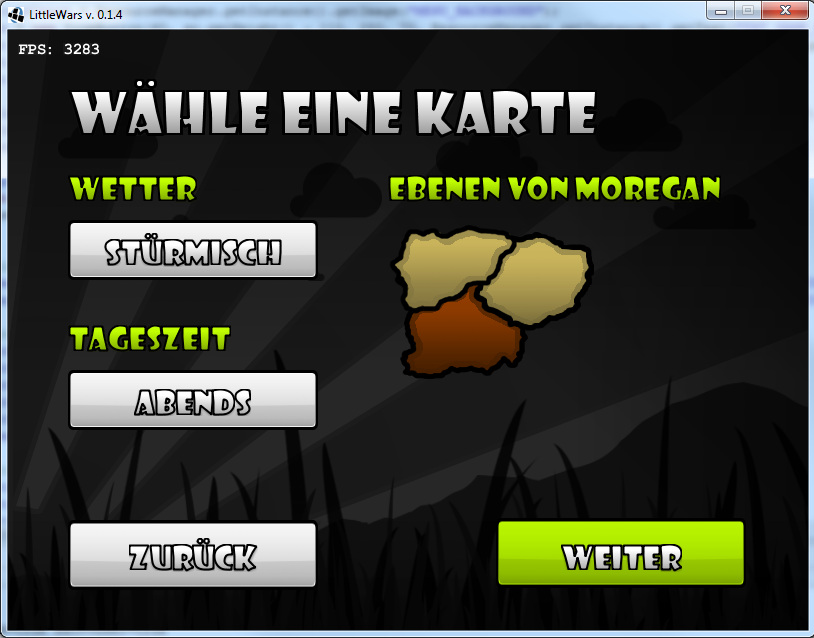 LittleWars v. 0.1.4
FPS: 3283
WÄHLE EINE KARTE
WETTER
EBENEN VON MOREGAN
STÜRMISCH
TAGESZEIT
ABENDS
ZURÜCK
WEITER